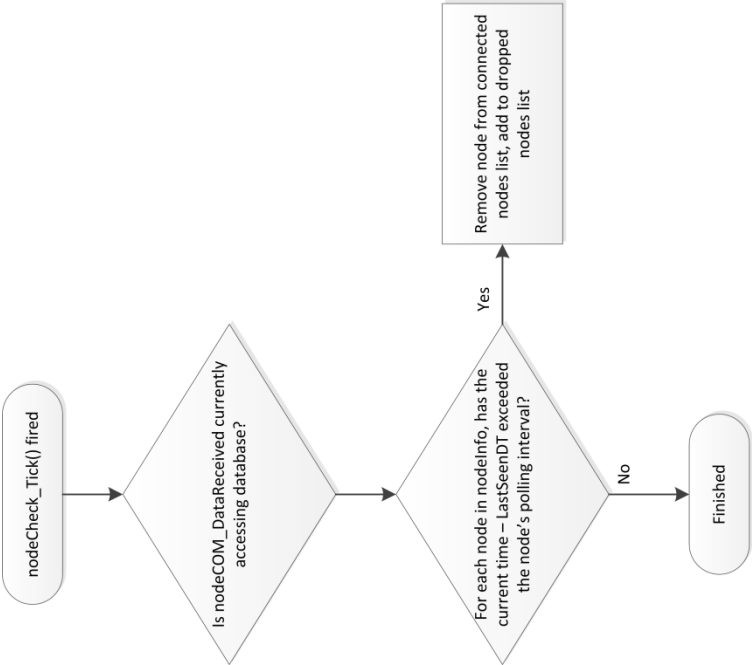 nodeCheck_Tick() fired
Is nodeCOM_DataReceived currently
accessing database?
For each node in nodeInfo, has the
current time – LastSeenDT exceeded
the node's polling interval?
Yes
Remove node from connected
nodes list, add to dropped
nodes list
No
Finished